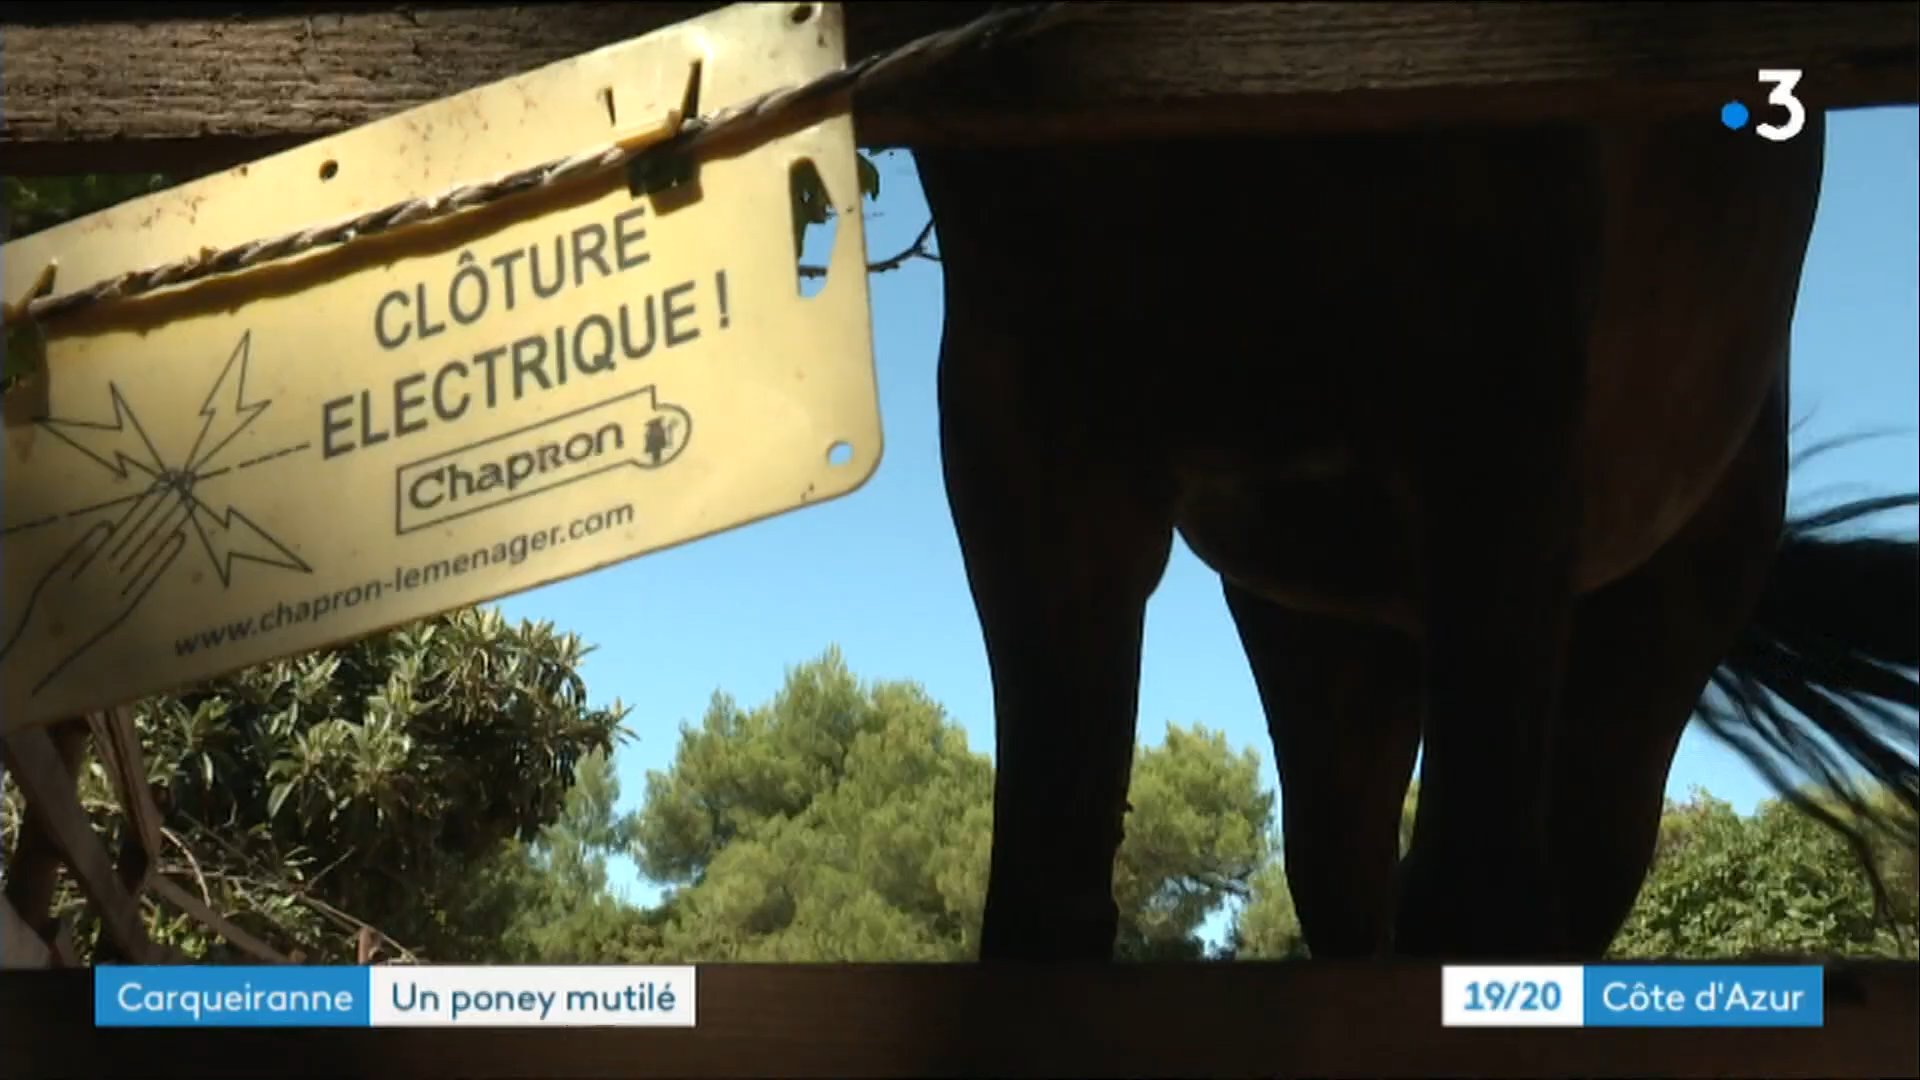 3
CLÔTURE
ELECTRIQUE !
Chapron
www.chapron-lemenager.com
Carqueiranne Un poney mutilé
19/20 Côte d'Azur